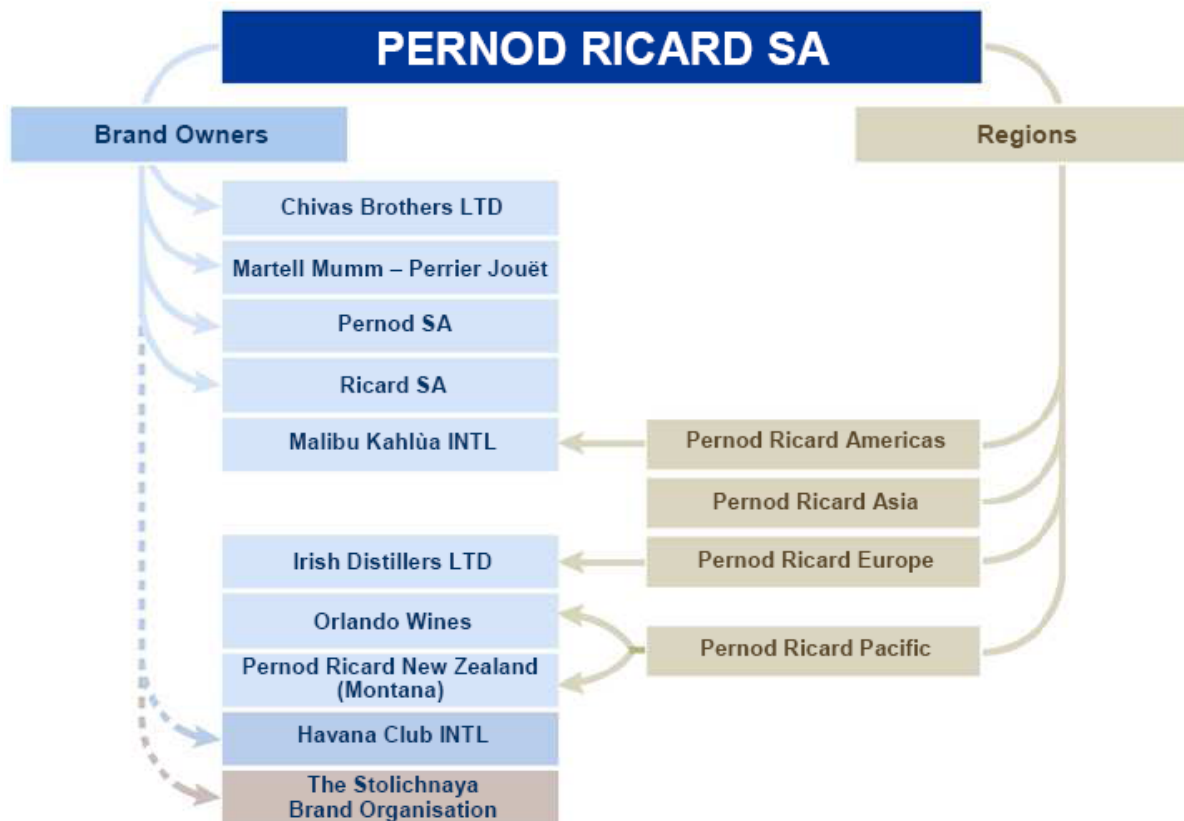 PERNOD RICARD SA
Brand Owners
Regions
Chivas Brothers LTD
Martell Mumm – Perrier Jouët
Pernod SA
Ricard SA
Malibu Kahlùa INTL
Pernod Ricard Americas
Pernod Ricard Asia
Irish Distillers LTD
Pernod Ricard Europe
Orlando Wines
Pernod Ricard Pacific
Pernod Ricard New Zealand
(Montana)
Havana Club INTL
The Stolichnaya
Brand Organisation